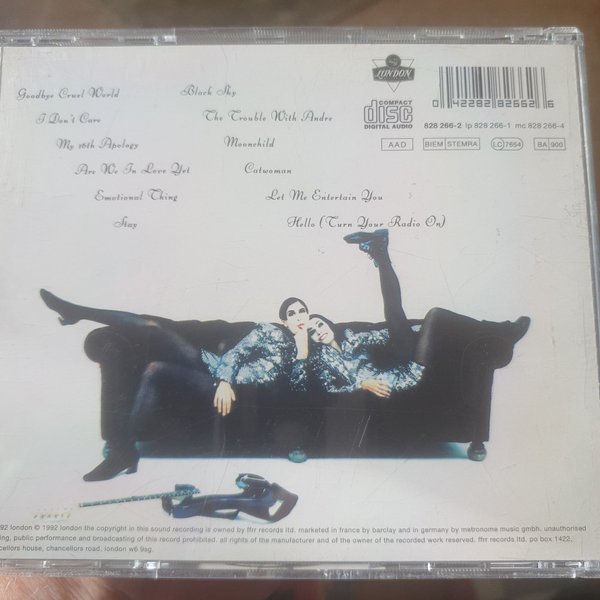 Goodbye Cruel World
I Don't Care
My 16th Apology
Are We In Love Yet
Emotional Thing
Stay
Black Sky
The Trouble With Andre
Moonchild
Catwoman
Let Me Entertain You
Hello (Turn Your Radio On)
LONDON
COMPACT
disc
DIGITAL AUDIO
0 42282 82662 6
828 266-2 lp 828 266-1 mc 828 266-4
AAD BIEM STEMRA LC 7654 BA 900
92 london © 1992 london the copyright in this sound recording is owned by ffrr records ltd. marketed in france by barclay and in germany by metronome music gmbh. unauthorised
ing, public performance and broadcasting of this record prohibited. all rights of the manufacturer and of the owner of the recorded work reserved. ffrr records ltd. po box 1422,
cellors house, chancellors road, london w6 9sg.